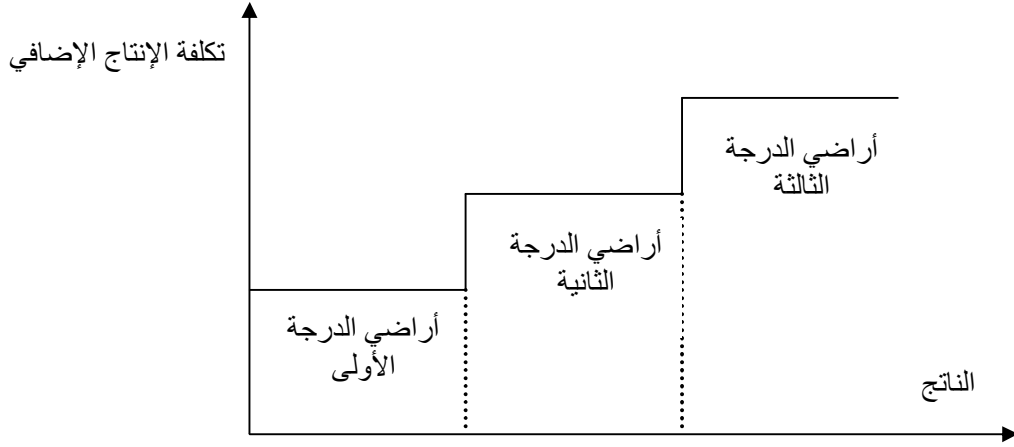 تكلفة الإنتاج الإضافي
أراضي الدرجة
الثالثة
أراضي الدرجة
الثانية
أراضي الدرجة
الأولى
الناتج